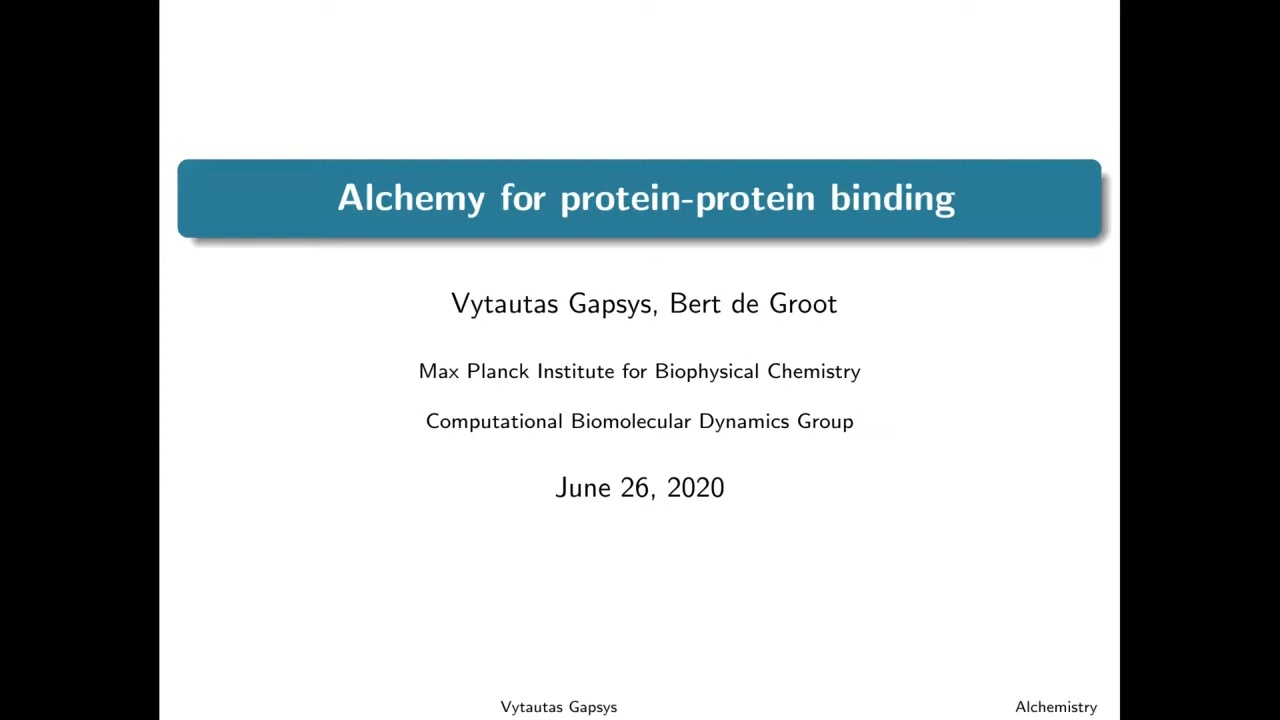 Alchemy for protein-protein binding
Vytautas Gapsys, Bert de Groot
Max Planck Institute for Biophysical Chemistry
Computational Biomolecular Dynamics Group
June 26, 2020
Vytautas Gapsys
Alchemistry